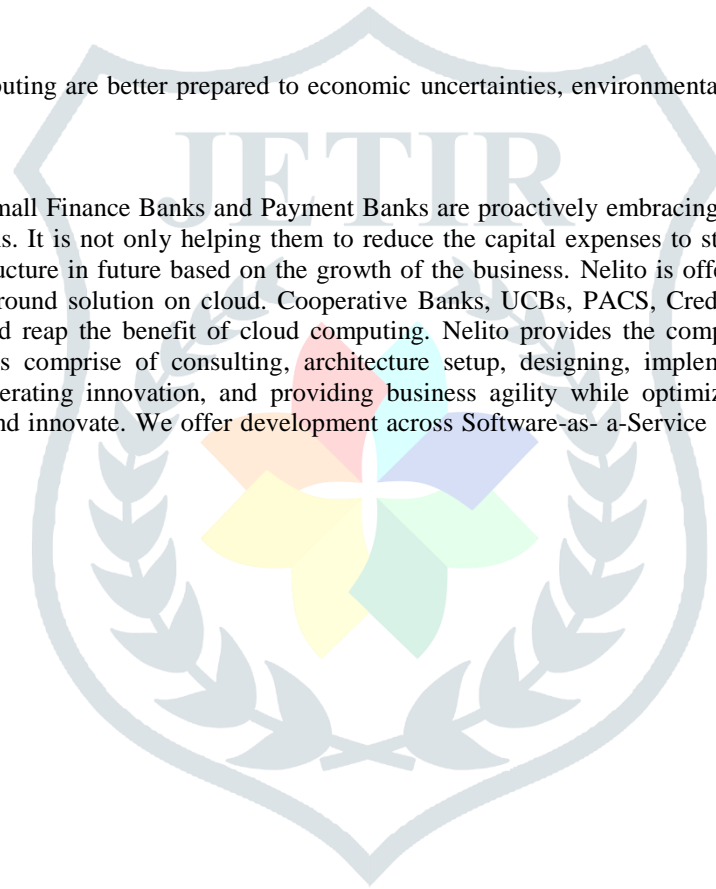 puting are better prepared to economic uncertainties, environmenta
JETIR
mall Finance Banks and Payment Banks are proactively embracing
s. It is not only helping them to reduce the capital expenses to st
ucture in future based on the growth of the business. Nelito is offe
round solution on cloud. Cooperative Banks, UCBs, PACS, Cred
d reap the benefit of cloud computing. Nelito provides the comp
s comprise of consulting, architecture setup, designing, implem
erating innovation, and providing business agility while optimiz
nd innovate. We offer development across Software-as- a-Service